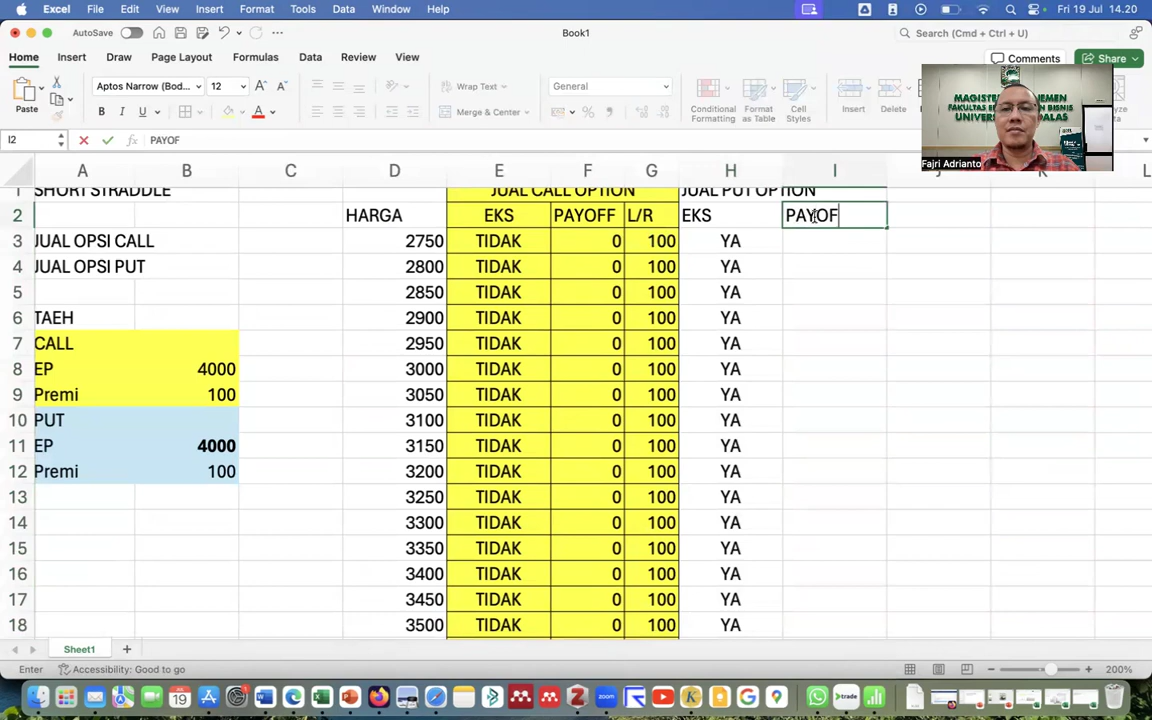 Excel File Edit View Insert Format Tools Data Window Help Fri 19 Jul 14.20
AutoSave Book1 Search (Cmd + Ctrl + U)
Home Insert Draw Page Layout Formulas Data Review View Comments Share
Paste Aptos Narrow (Bod... 12 A A Wrap Text General Conditional Formatting Format as Table Cell Styles Insert Delete
B I U A Merge & Center %
MAGISTER
FAKULTAS
UNIVER
Fajri Adrianto
I2 fx PAYOF
A B C D E F G H I L
1 SHORT STRADDLE JUAL CALL OPTION JUAL PUT OPTION
2 HARGA EKS PAYOFF L/R EKS PAYOF
3 JUAL OPSI CALL 2750 TIDAK 0 100 YA
4 JUAL OPSI PUT 2800 TIDAK 0 100 YA
5 2850 TIDAK 0 100 YA
6 TAEH 2900 TIDAK 0 100 YA
7 CALL 2950 TIDAK 0 100 YA
8 EP 4000 3000 TIDAK 0 100 YA
9 Premi 100 3050 TIDAK 0 100 YA
10 PUT 3100 TIDAK 0 100 YA
11 EP 4000 3150 TIDAK 0 100 YA
12 Premi 100 3200 TIDAK 0 100 YA
13 3250 TIDAK 0 100 YA
14 3300 TIDAK 0 100 YA
15 3350 TIDAK 0 100 YA
16 3400 TIDAK 0 100 YA
17 3450 TIDAK 0 100 YA
18 3500 TIDAK 0 100 YA
Sheet1
Enter Accessibility: Good to go 200%